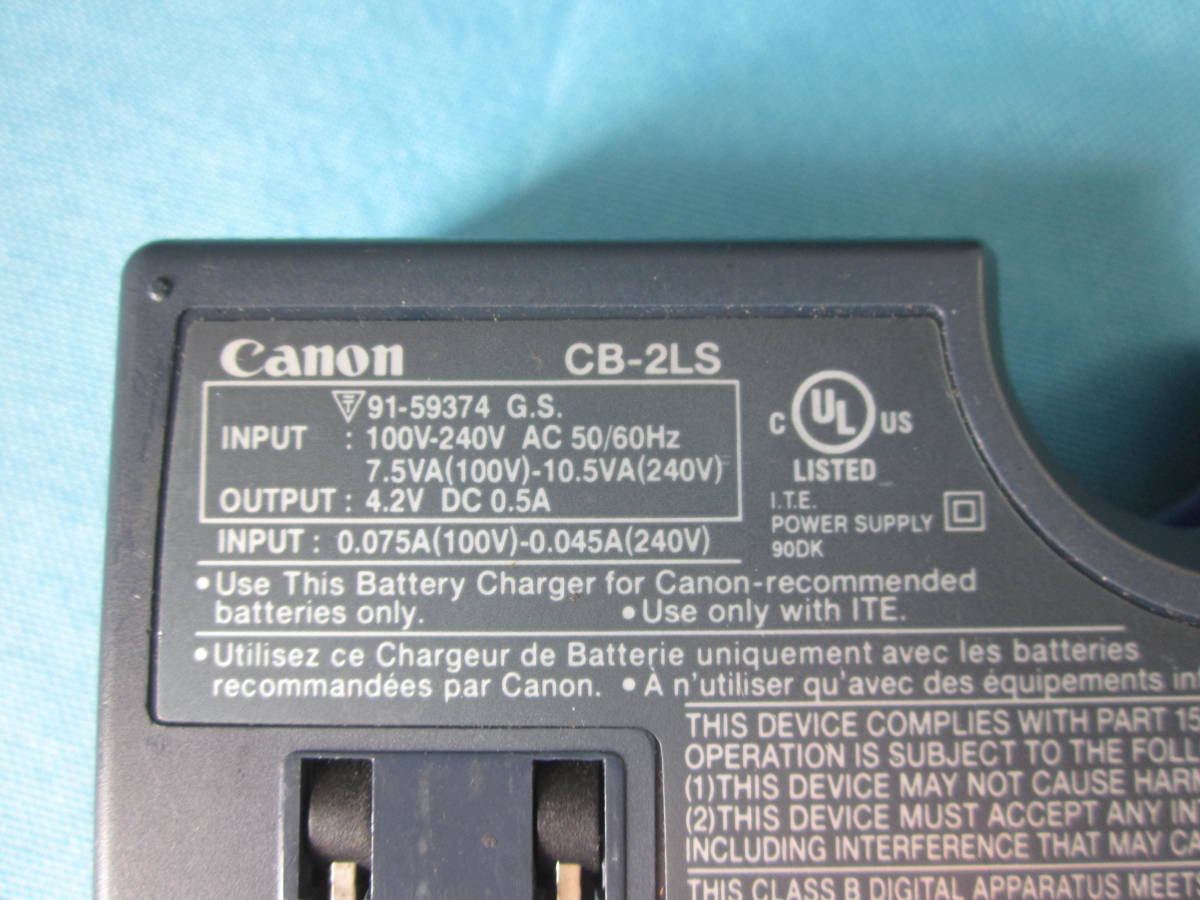 Canon CB-2LS
91-59374 G.S.
INPUT : 100V-240V AC 50/60Hz
7.5VA(100V)-10.5VA(240V)
OUTPUT : 4.2V DC 0.5A
INPUT : 0.075A(100V)-0.045A(240V)
C UL US
LISTED
I.T.E.
POWER SUPPLY
90DK
•Use This Battery Charger for Canon-recommended
batteries only. •Use only with ITE.
•Utilisez ce Chargeur de Batterie uniquement avec les batteries
recommandées par Canon. •À n'utiliser qu'avec des équipements
THIS DEVICE COMPLIES WITH PART 15
OPERATION IS SUBJECT TO THE
(1)THIS DEVICE MAY NOT CAUSE
(2)THIS DEVICE MUST ACCEPT ANY
INCLUDING INTERFERENCE THAT MAY
THIS CLASS B DIGITAL APPARATUS MEETS